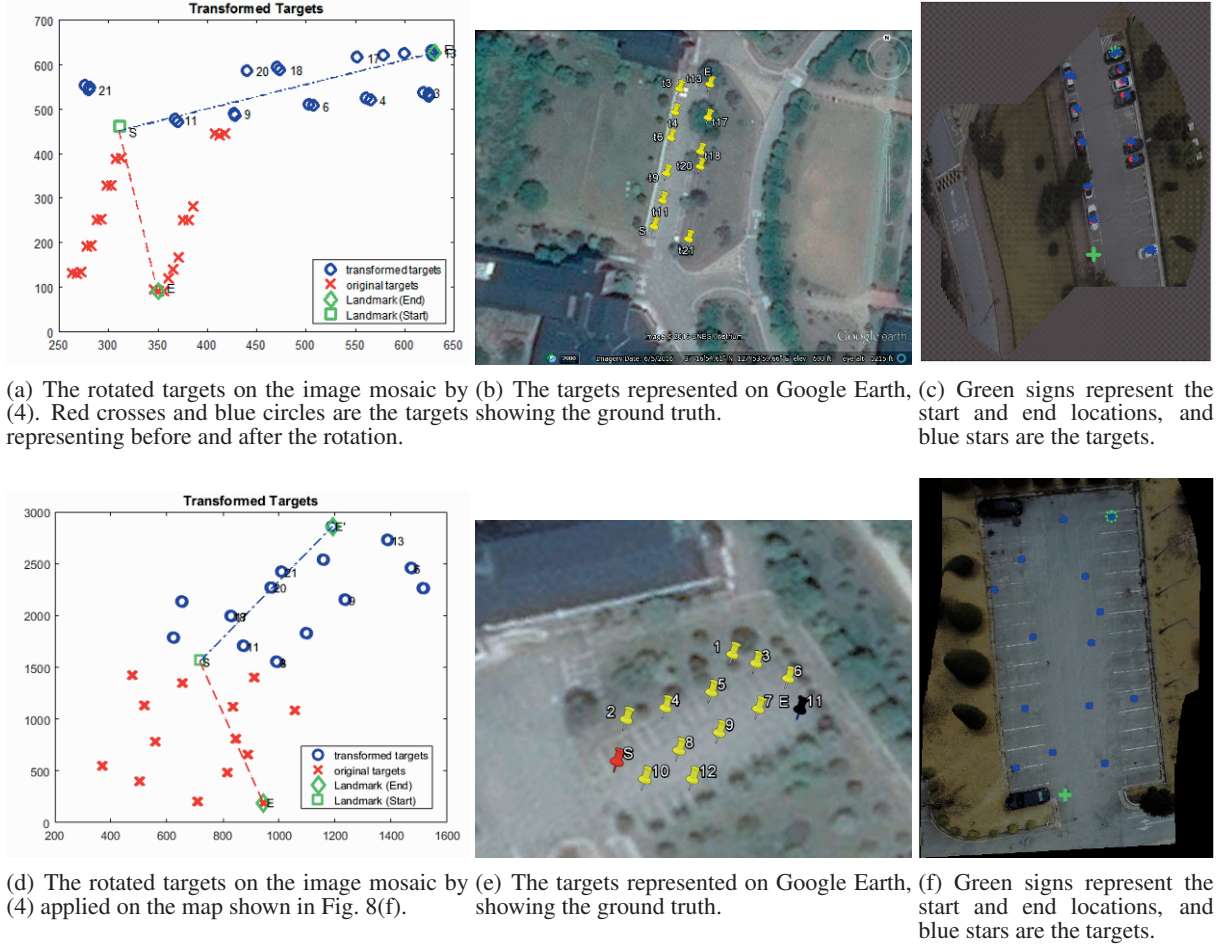 Transformed Targets
700
600
500
400
300
200
100
0
250 300 350 400 450 500 550 600 650
21
20
18
17
13
E
3
4
6
9
11
S
E
transformed targets
original targets
Landmark (End)
Landmark (Start)
t3 t13 E
t4 t17
t6
t18
t20
t9
t11
S
t21
N
Google earth
(a) The rotated targets on the image mosaic by
(4). Red crosses and blue circles are the targets
representing before and after the rotation.
(b) The targets represented on Google Earth,
showing the ground truth.
(c) Green signs represent the
start and end locations, and
blue stars are the targets.
Transformed Targets
3000
2500
2000
1500
1000
500
0
200 400 600 800 1000 1200 1400 1600
E'
13
21
20
9
11
S
E
transformed targets
original targets
Landmark (End)
Landmark (Start)
1 3
6
5
4 7 E 11
2
9
8
S
10 12
(d) The rotated targets on the image mosaic by
(4) applied on the map shown in Fig. 8(f).
(e) The targets represented on Google Earth,
showing the ground truth.
(f) Green signs represent the
start and end locations, and
blue stars are the targets.